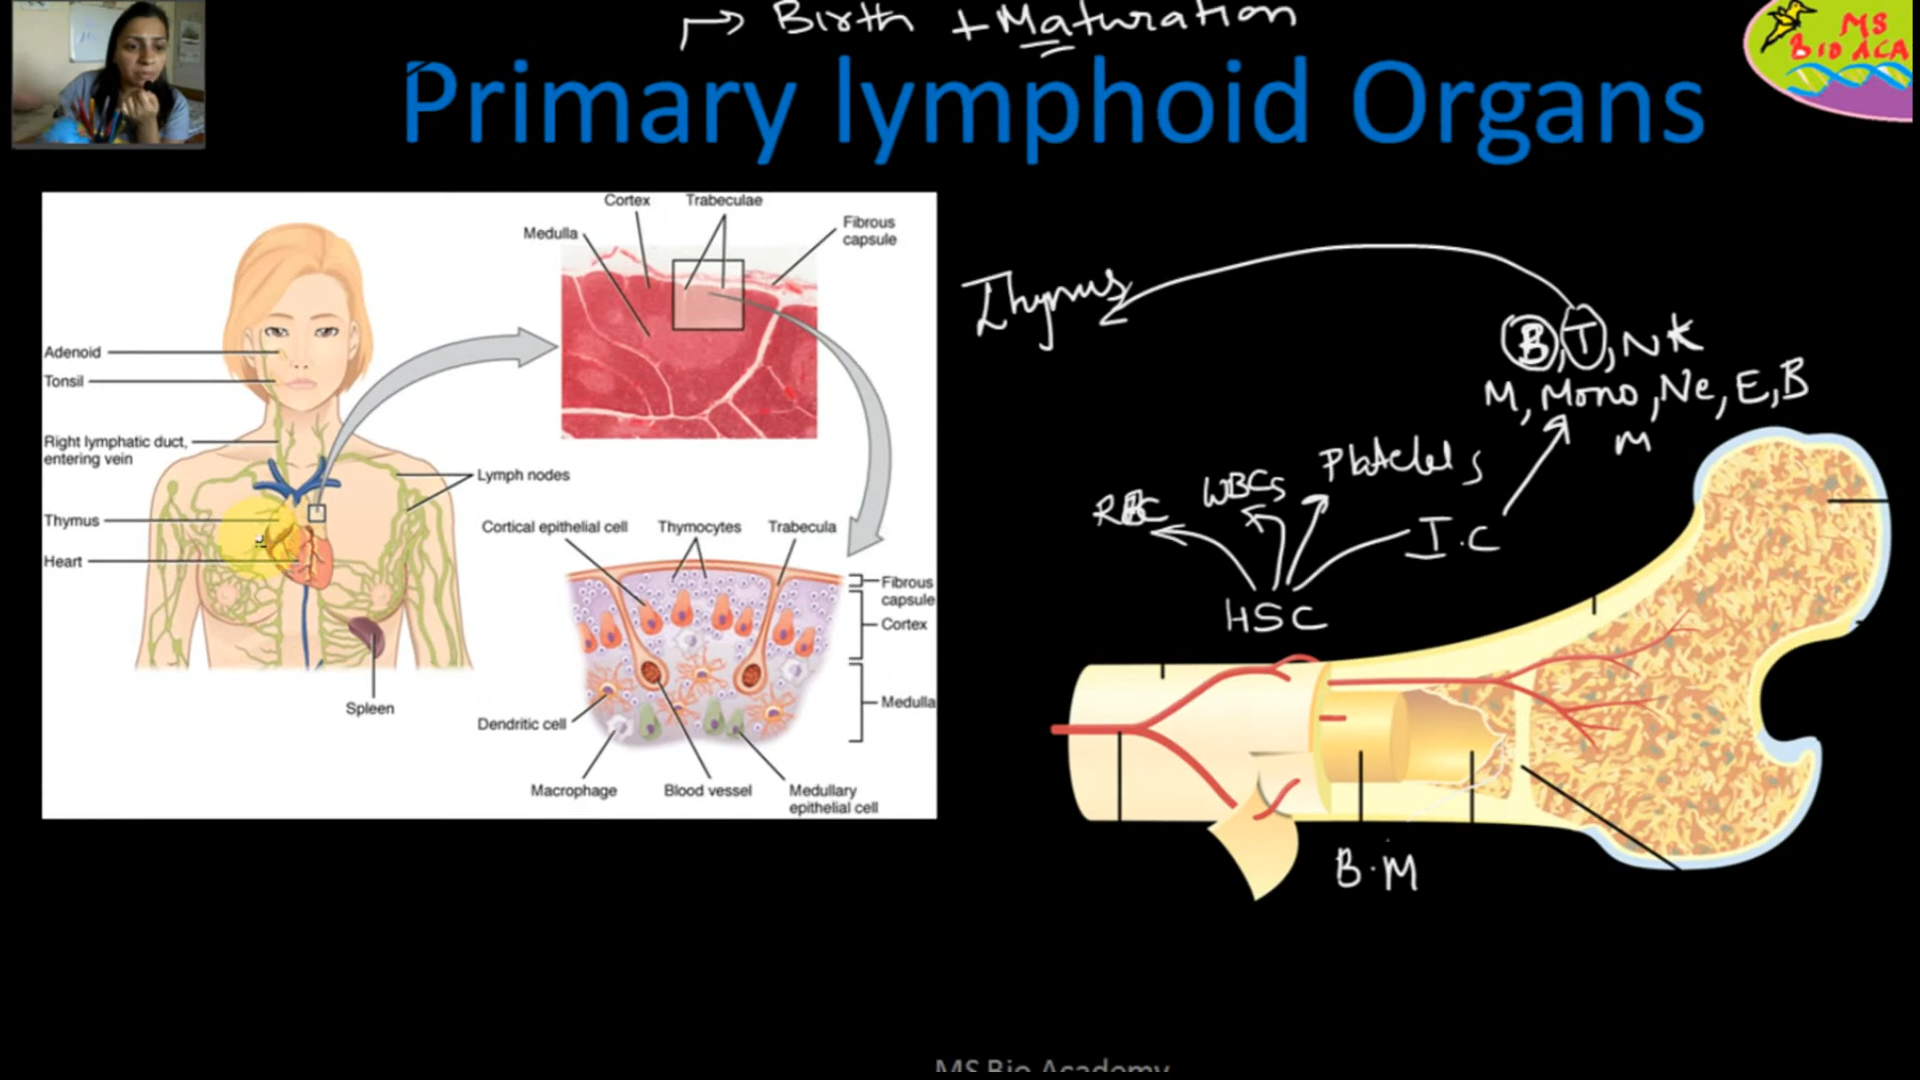 → Birth + Maturation
MS
BIO ACA
Primary lymphoid Organs
Cortex
Trabeculae
Medulla
Fibrous
capsule
Adenoid
Tonsil
Right lymphatic duct,
entering vein
Lymph nodes
Thymus
Heart
Spleen
Cortical epithelial cell
Thymocytes
Trabecula
Fibrous
capsule
Cortex
Medulla
Dendritic cell
Macrophage
Blood vessel
Medullary
epithelial cell
Thymus
B, T, NK
M, Mono, Ne, E, B
M
RBC
WBCs
Platelets
I.C
HSC
B.M
MS Bio Academy